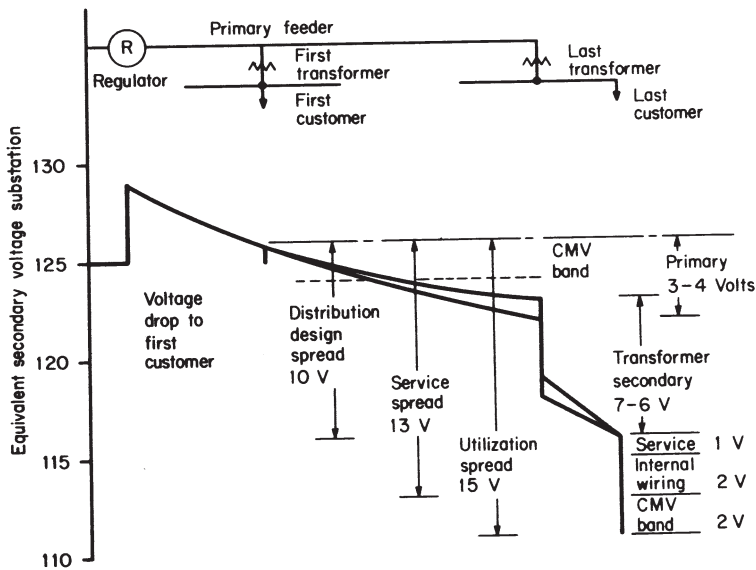 Primary feeder
R
Regulator
First
transformer
First
customer
Last
transformer
Last
customer
Equivalent secondary voltage substation
130
125
120
115
110
Voltage
drop to
first
customer
Distribution
design
spread
10 V
Service
spread
13 V
Utilization
spread
15 V
CMV
band
Primary
3-4 Volts
Transformer
secondary
7-6 V
Service 1 V
Internal
wiring 2 V
CMV
band 2 V